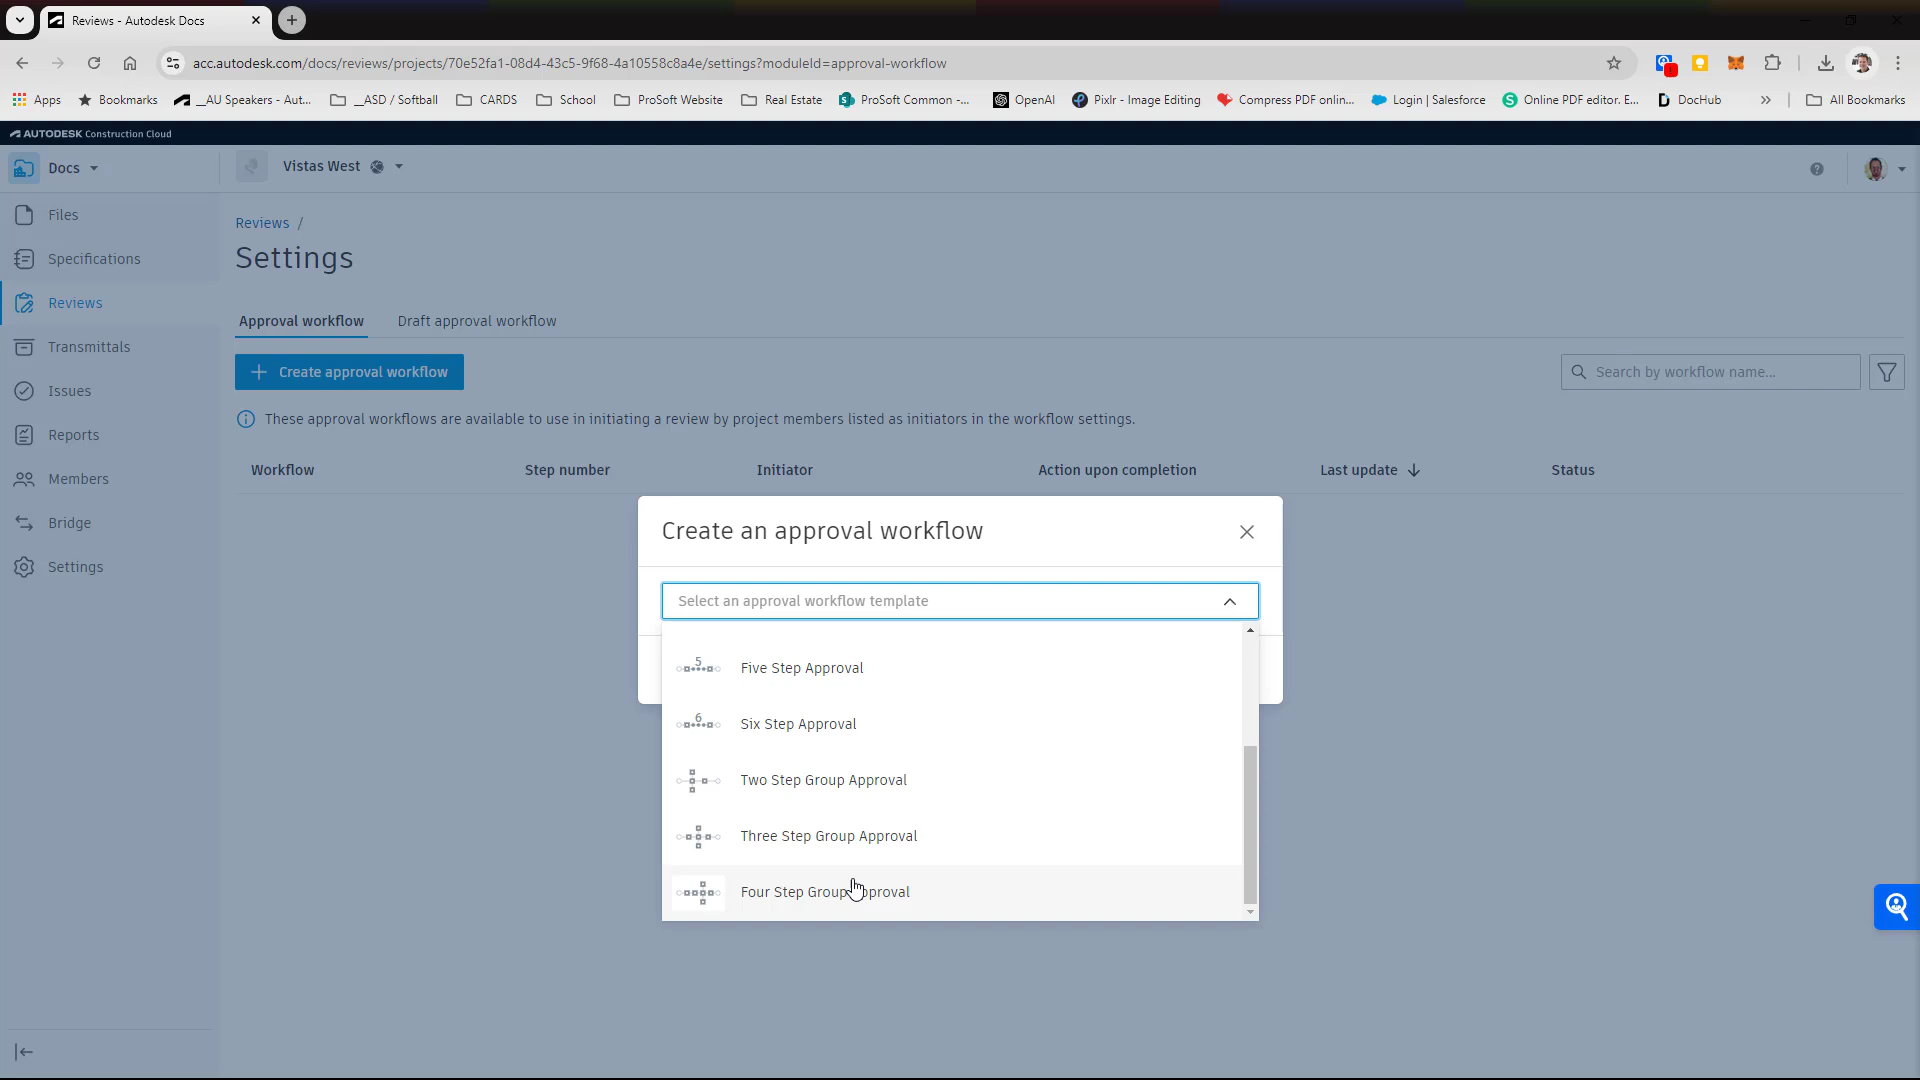 Reviews - Autodesk Docs
acc.autodesk.com/docs/reviews/projects/70e52fa1-08d4-43c5-9f68-4a10558c8a4e/settings?moduleId=approval-workflow
Apps Bookmarks __AU Speakers - Aut... __ASD / Softball CARDS School ProSoft Website Real Estate ProSoft Common -... OpenAI Pixlr - Image Editing Compress PDF onlin... Login | Salesforce Online PDF editor. E... DocHub All Bookmarks
AUTODESK Construction Cloud
Docs Vistas West
Files
Specifications
Reviews
Transmittals
Issues
Reports
Members
Bridge
Settings
Reviews /
Settings
Approval workflow Draft approval workflow
Create approval workflow Search by workflow name...
These approval workflows are available to use in initiating a review by project members listed as initiators in the workflow settings.
Workflow Step number Initiator Action upon completion Last update Status
Create an approval workflow
Select an approval workflow template
5 Five Step Approval
6 Six Step Approval
Two Step Group Approval
Three Step Group Approval
Four Step Group Approval